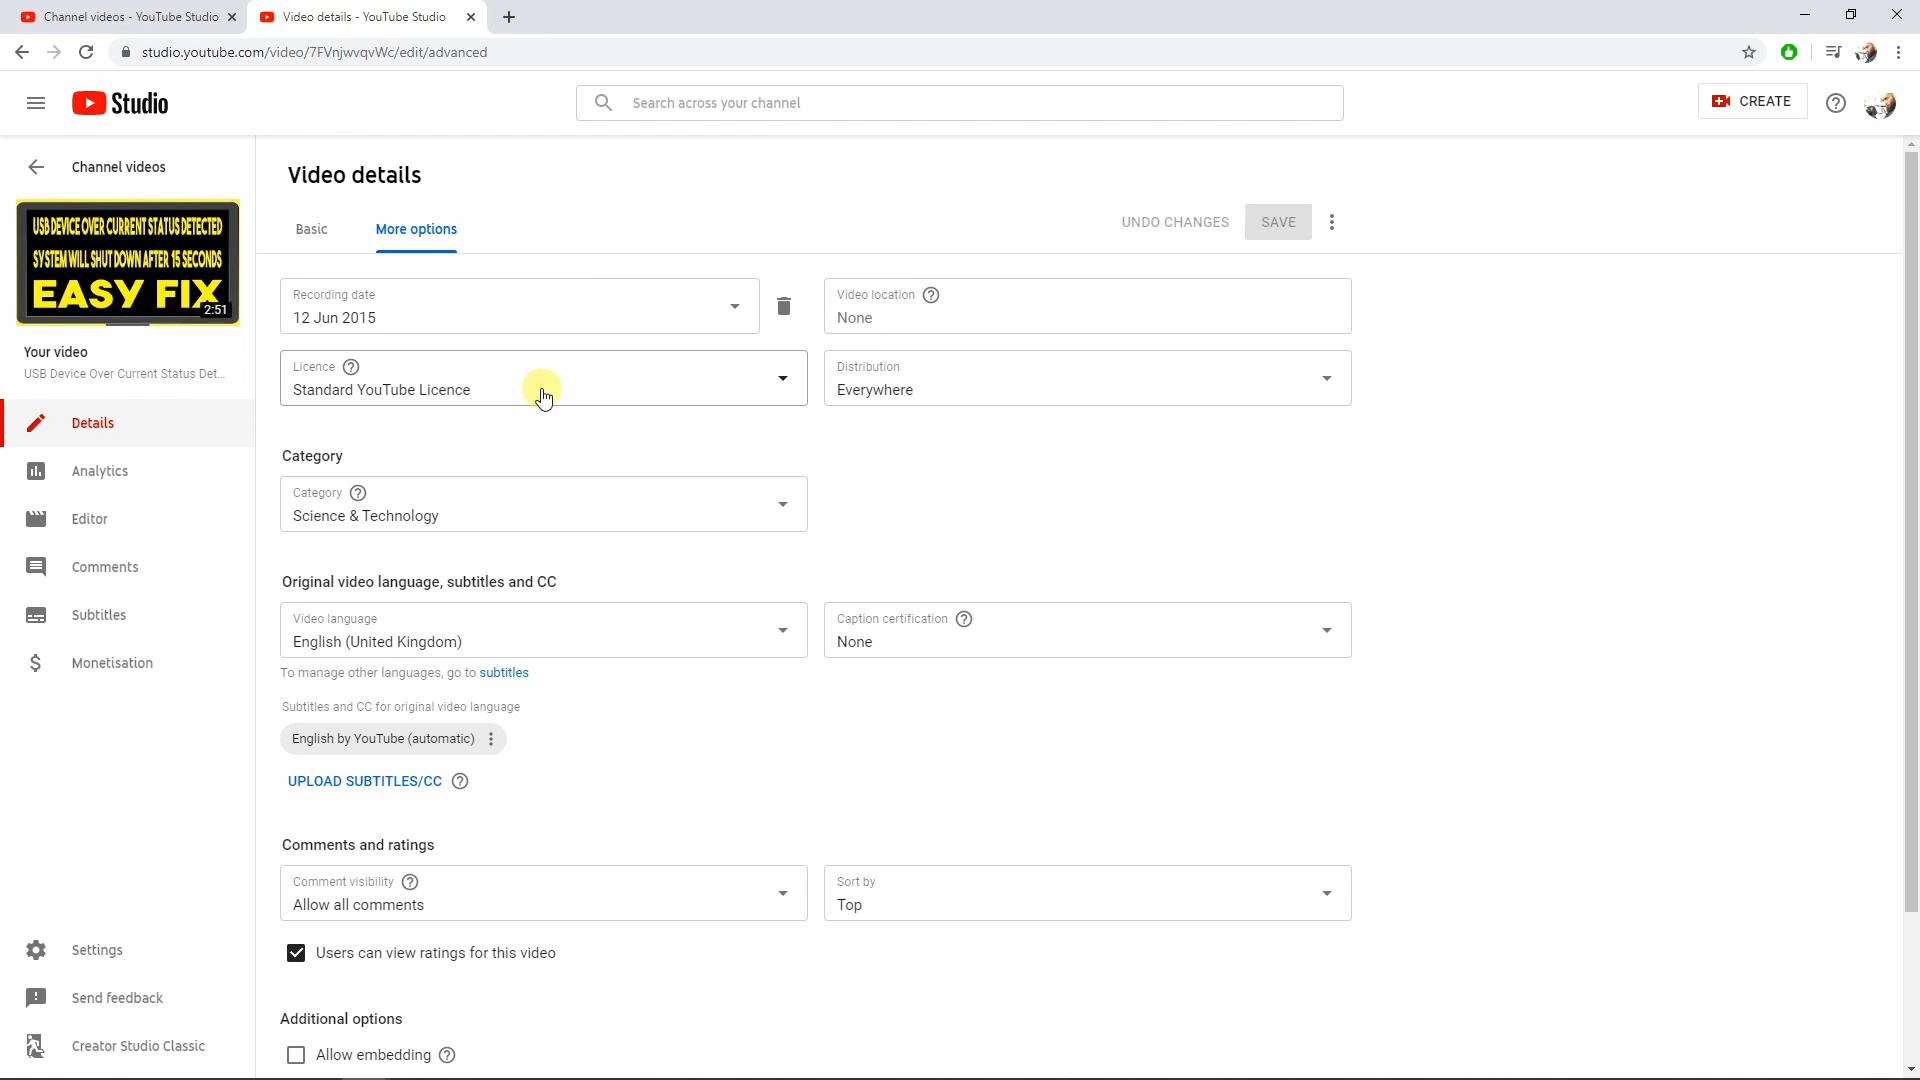 Channel videos - YouTube Studio
Video details - YouTube Studio
studio.youtube.com/video/7FVnjwvqvWc/edit/advanced
Studio
Search across your channel
CREATE
Channel videos
USB DEVICE OVER CURRENT STATUS DETECTED
SYSTEM WILL SHUT DOWN AFTER 15 SECONDS
EASY FIX
2:51
Your video
USB Device Over Current Status Det...
Details
Analytics
Editor
Comments
Subtitles
Monetisation
Settings
Send feedback
Creator Studio Classic
Video details
Basic
More options
UNDO CHANGES
SAVE
Recording date
12 Jun 2015
Video location
None
Licence
Standard YouTube Licence
Distribution
Everywhere
Category
Category
Science & Technology
Original video language, subtitles and CC
Video language
English (United Kingdom)
Caption certification
None
To manage other languages, go to subtitles
Subtitles and CC for original video language
English by YouTube (automatic)
UPLOAD SUBTITLES/CC
Comments and ratings
Comment visibility
Allow all comments
Sort by
Top
Users can view ratings for this video
Additional options
Allow embedding